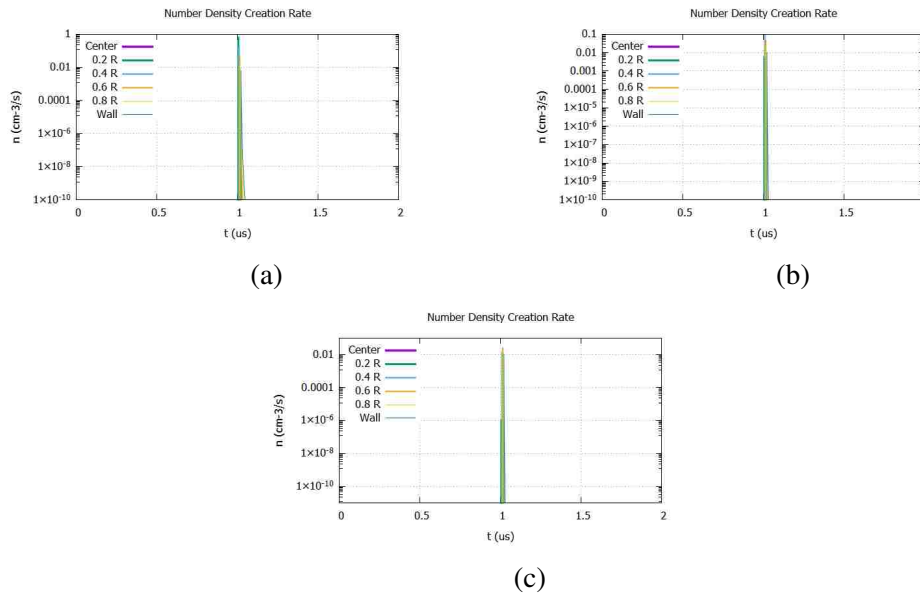 Number Density Creation Rate
n (cm-3/s)
1
0.01
0.0001
1×10-6
1×10-8
1×10-10
Center
0.2 R
0.4 R
0.6 R
0.8 R
Wall
0 0.5 1 1.5 2
t (us)
(a)
Number Density Creation Rate
n (cm-3/s)
0.1
0.01
0.001
0.0001
1×10-5
1×10-6
1×10-7
1×10-8
1×10-9
1×10-10
Center
0.2 R
0.4 R
0.6 R
0.8 R
Wall
0 0.5 1 1.5
t (us)
(b)
Number Density Creation Rate
n (cm-3/s)
0.01
0.0001
1×10-6
1×10-8
1×10-10
Center
0.2 R
0.4 R
0.6 R
0.8 R
Wall
0 0.5 1 1.5 2
t (us)
(c)